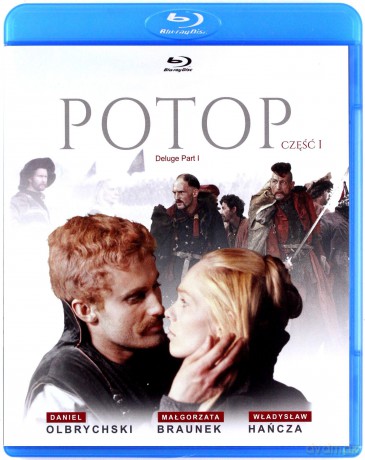 Blu-ray Disc
Blu-ray Disc
POTOP
CZĘŚĆ I
Deluge Part I
DANIEL
OLBRYCHSKI
MAŁGORZATA
BRAUNEK
WŁADYSŁAW
HAŃCZA